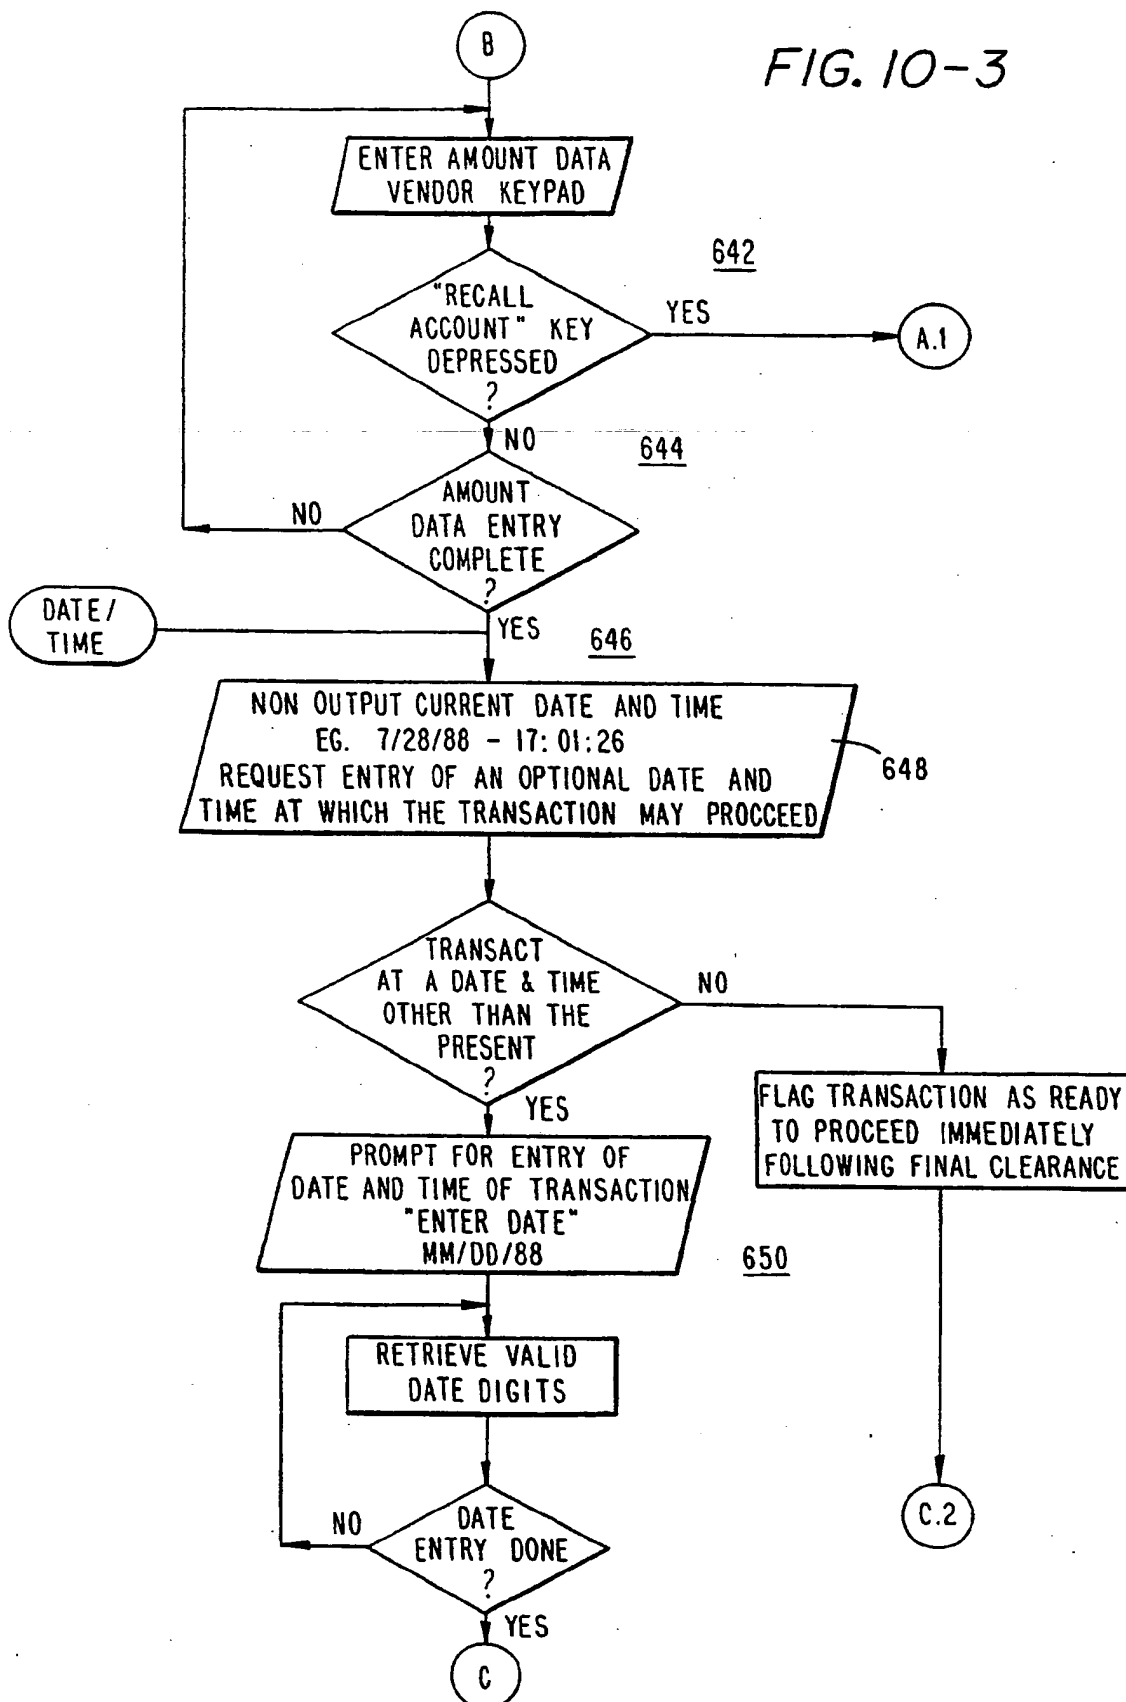 B
FIG. 10-3
ENTER AMOUNT DATA
VENDOR KEYPAD
642
"RECALL
ACCOUNT" KEY
DEPRESSED
?
YES
A.1
NO
644
AMOUNT
DATA ENTRY
COMPLETE
?
NO
DATE/
TIME
YES
646
NON OUTPUT CURRENT DATE AND TIME
EG. 7/28/88 - 17:01:26
REQUEST ENTRY OF AN OPTIONAL DATE AND
TIME AT WHICH THE TRANSACTION MAY PROCCEED
648
TRANSACT
AT A DATE & TIME
OTHER THAN THE
PRESENT
?
NO
YES
FLAG TRANSACTION AS READY
TO PROCEED IMMEDIATELY
FOLLOWING FINAL CLEARANCE
PROMPT FOR ENTRY OF
DATE AND TIME OF TRANSACTION
"ENTER DATE"
MM/DD/88
650
RETRIEVE VALID
DATE DIGITS
C.2
DATE
ENTRY DONE
?
NO
YES
C